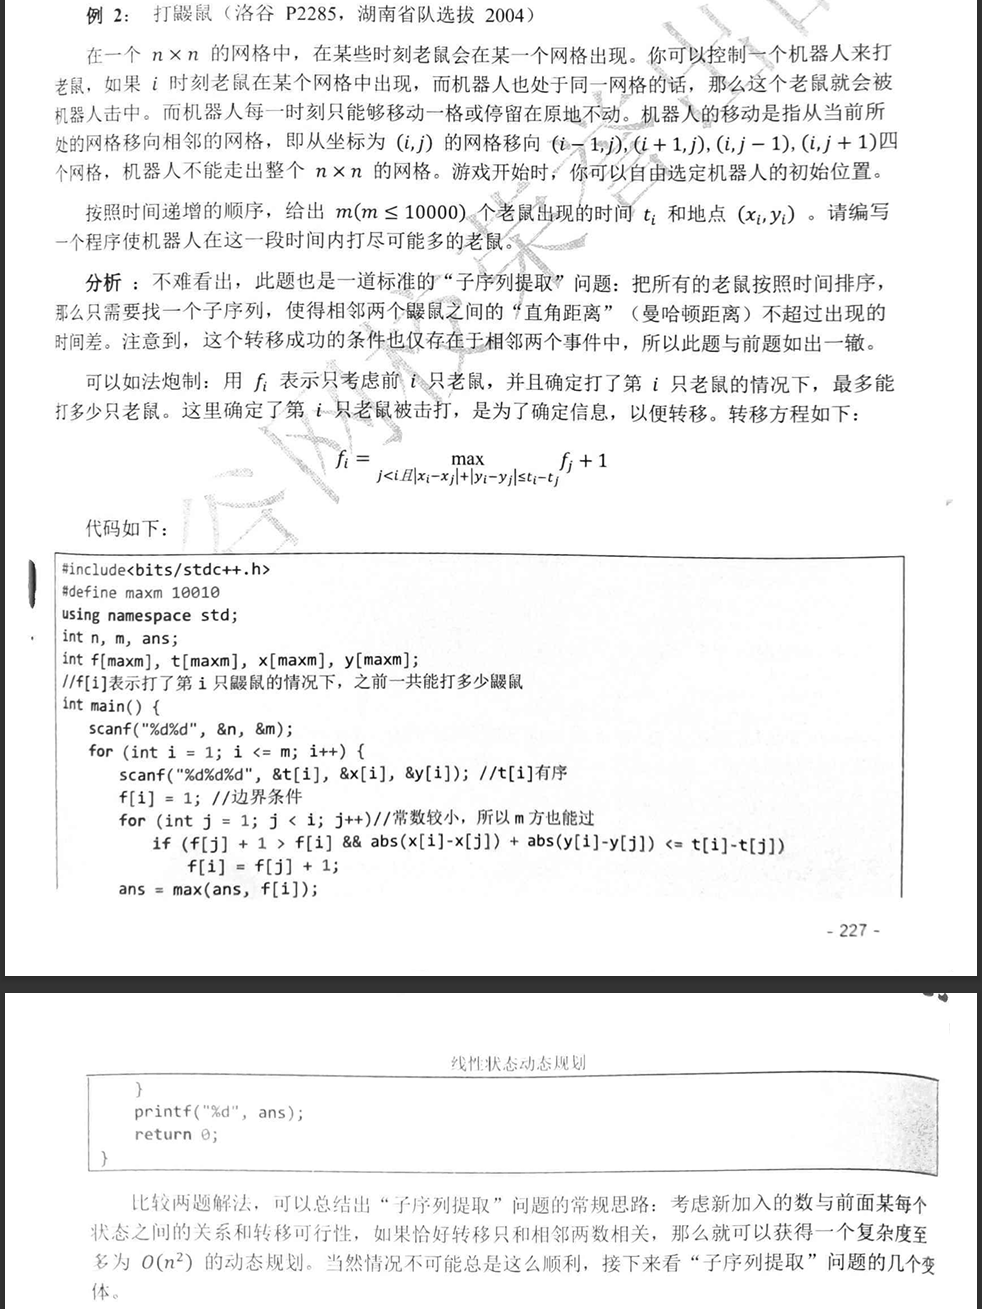 例 2： 打鼹鼠（洛谷 P2285，湖南省队选拔 2004）
在一个 n × n 的网格中，在某些时刻老鼠会在某一个网格出现。你可以控制一个机器人来打
老鼠，如果 i 时刻老鼠在某个网格中出现，而机器人也处于同一网格的话，那么这个老鼠就会被
机器人击中。而机器人每一时刻只能够移动一格或停留在原地不动。机器人的移动是指从当前所
处的网格移向相邻的网格，即从坐标为 (i,j) 的网格移向 (i − 1,j), (i + 1,j), (i,j − 1), (i,j + 1)四
个网格，机器人不能走出整个 n × n 的网格。游戏开始时，你可以自由选定机器人的初始位置。
按照时间递增的顺序，给出 m(m ≤ 10000) 个老鼠出现的时间 tᵢ 和地点 (xᵢ,yᵢ) 。请编写
一个程序使机器人在这一段时间内打尽可能多的老鼠。
分析 ：不难看出，此题也是一道标准的“子序列提取”问题：把所有的老鼠按照时间排序，
那么只需要找一个子序列，使得相邻两个鼹鼠之间的“直角距离”（曼哈顿距离）不超过出现的
时间差。注意到，这个转移成功的条件也仅存在于相邻两个事件中，所以此题与前题如出一辙。
可以如法炮制：用 fᵢ 表示只考虑前 i 只老鼠，并且确定打了第 i 只老鼠的情况下，最多能
打多少只老鼠。这里确定了第 i 只老鼠被击打，是为了确定信息，以便转移。转移方程如下：
fᵢ = max fⱼ + 1
j<i且|xᵢ−xⱼ|+|yᵢ−yⱼ|≤tᵢ−tⱼ
代码如下：
#include<bits/stdc++.h>
#define maxm 10010
using namespace std;
int n, m, ans;
int f[maxm], t[maxm], x[maxm], y[maxm];
//f[i]表示打了第 i 只鼹鼠的情况下，之前一共能打多少鼹鼠
int main() {
scanf("%d%d", &n, &m);
for (int i = 1; i <= m; i++) {
scanf("%d%d%d", &t[i], &x[i], &y[i]); //t[i]有序
f[i] = 1; //边界条件
for (int j = 1; j < i; j++)//常数较小，所以 m 方也能过
if (f[j] + 1 > f[i] && abs(x[i]-x[j]) + abs(y[i]-y[j]) <= t[i]-t[j])
f[i] = f[j] + 1;
ans = max(ans, f[i]);
- 227 -
线性状态动态规划
}
printf("%d", ans);
return 0;
}
比较两题解法，可以总结出“子序列提取”问题的常规思路：考虑新加入的数与前面某每个
状态之间的关系和转移可行性，如果恰好转移只和相邻两数相关，那么就可以获得一个复杂度至
多为 O(n²) 的动态规划。当然情况不可能总是这么顺利，接下来看“子序列提取”问题的几个变
体。